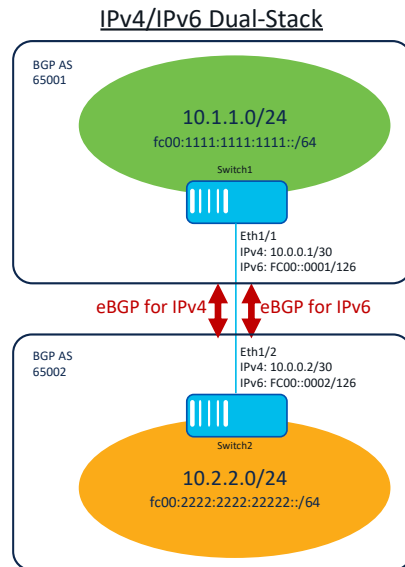 IPv4/IPv6 Dual-Stack
BGP AS
65001
10.1.1.0/24
fc00:1111:1111:1111::/64
Switch1
Eth1/1
IPv4: 10.0.0.1/30
IPv6: FC00::0001/126
eBGP for IPv4
eBGP for IPv6
BGP AS
65002
Eth1/2
IPv4: 10.0.0.2/30
IPv6: FC00::0002/126
Switch2
10.2.2.0/24
fc00:2222:2222:22222::/64